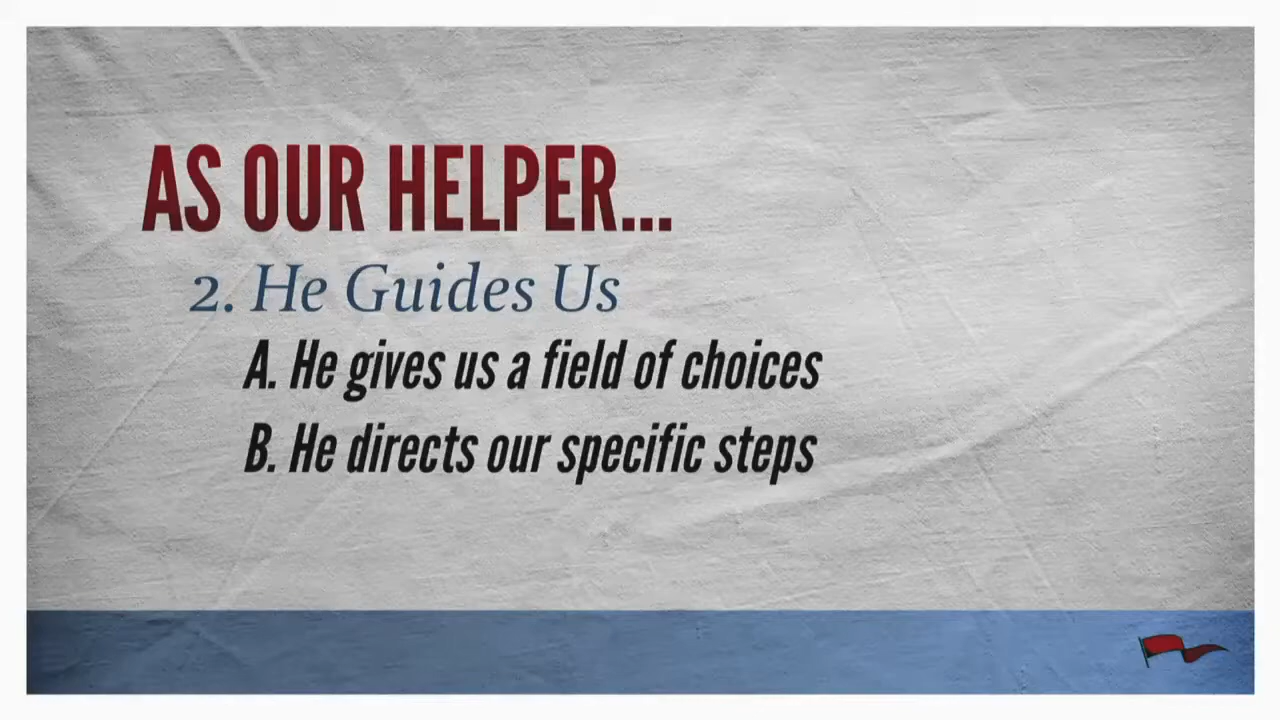 AS OUR HELPER...
2. He Guides Us
A. He gives us a field of choices
B. He directs our specific steps